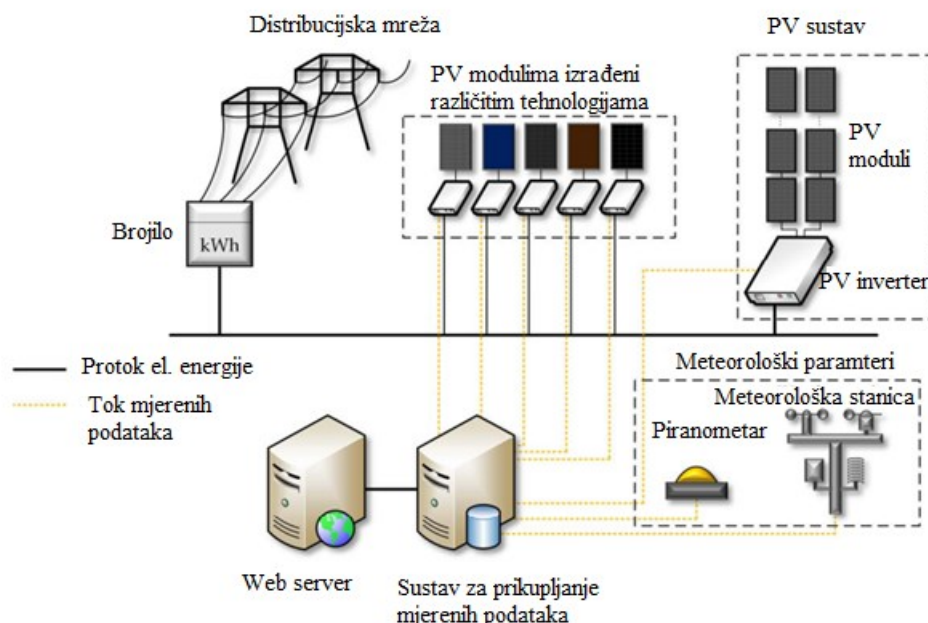 Distribucijska mreža
PV sustav
PV modulima izrađeni
različitim tehnologijama
PV
moduli
Brojilo
kWh
PV inverter
Protok el. energije
Tok mjerenih
podataka
Meteorološki paramteri
Meteorološka stanica
Piranometar
Web server
Sustav za prikupljanje
mjerenih podataka